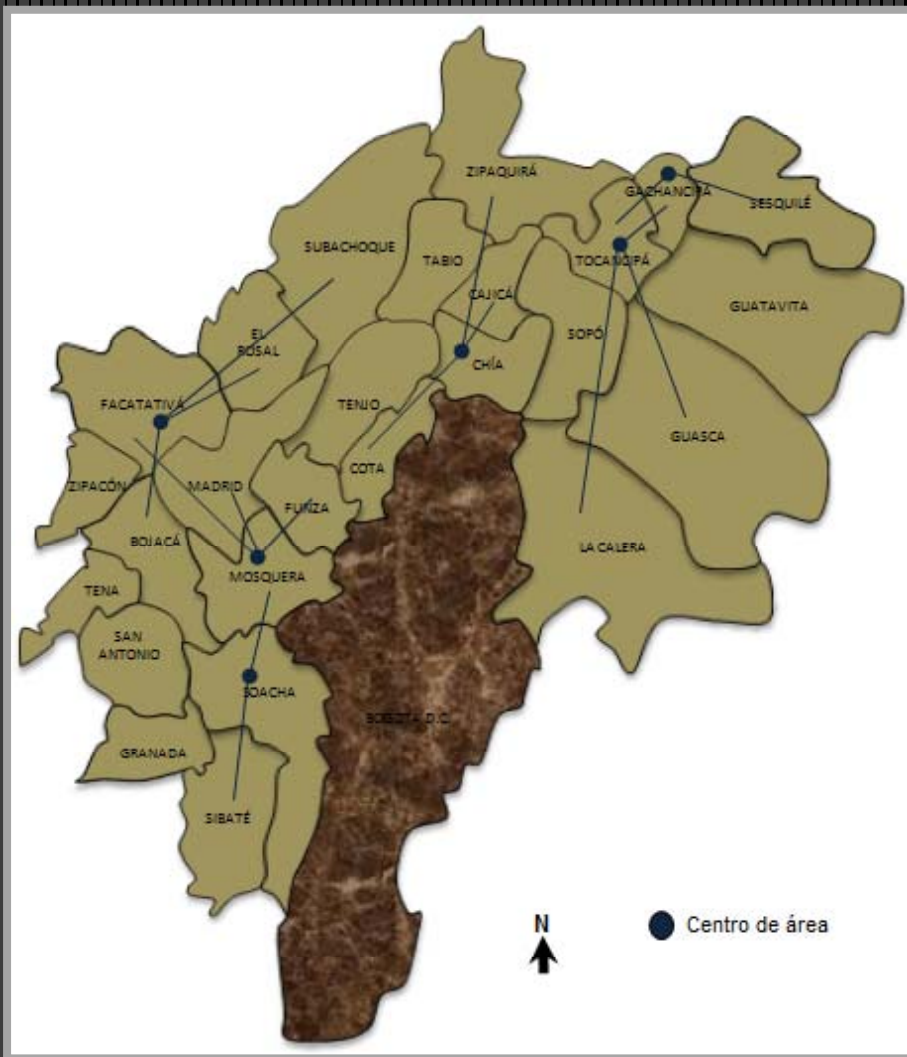 ZIPAQUIRÁ
GACHANCIPÁ
SESQUILÉ
SUBACHOQUE
TABIO
TOCANCIPÁ
CAJICÁ
GUATAVITA
EL
ROSAL
SOPÓ
CHÍA
FACATATIVÁ
TENJO
GUASCA
COTA
ZIPACÓN
MADRID
FUNZA
BOJACÁ
LA CALERA
MOSQUERA
TENA
SAN
ANTONIO
SOACHA
BOGOTA D.C.
GRANADA
SIBATÉ
N
Centro de área